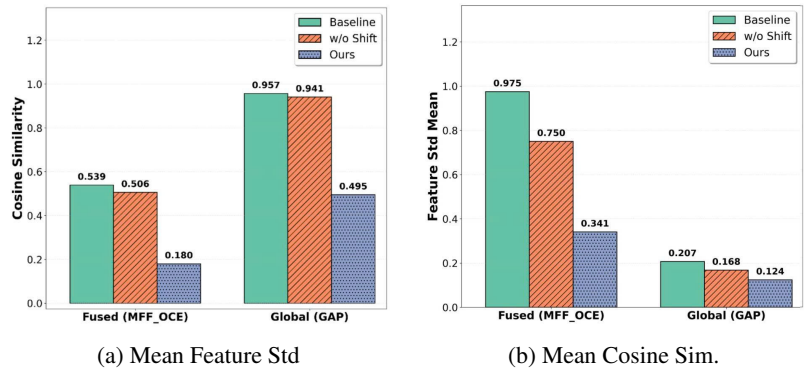 Baseline
w/o Shift
Ours
Cosine Similarity
1.2
1.0
0.8
0.6
0.4
0.2
0.0
0.539
0.506
0.180
0.957
0.941
0.495
Fused (MFF_OCE)
Global (GAP)
(a) Mean Feature Std
Baseline
w/o Shift
Ours
Feature Std Mean
1.2
1.0
0.8
0.6
0.4
0.2
0.0
0.975
0.750
0.341
0.207
0.168
0.124
Fused (MFF_OCE)
Global (GAP)
(b) Mean Cosine Sim.